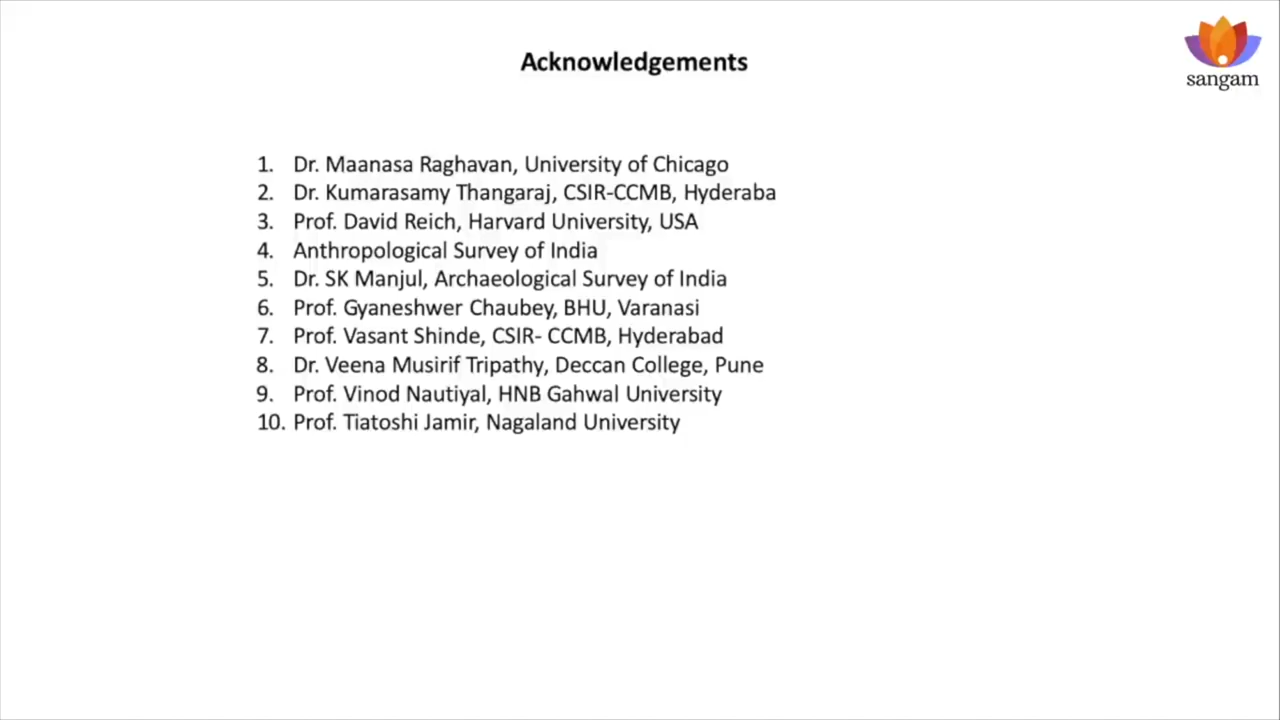 Acknowledgements
sangam
1. Dr. Maanasa Raghavan, University of Chicago
2. Dr. Kumarasamy Thangaraj, CSIR-CCMB, Hyderaba
3. Prof. David Reich, Harvard University, USA
4. Anthropological Survey of India
5. Dr. SK Manjul, Archaeological Survey of India
6. Prof. Gyaneshwer Chaubey, BHU, Varanasi
7. Prof. Vasant Shinde, CSIR- CCMB, Hyderabad
8. Dr. Veena Musirif Tripathy, Deccan College, Pune
9. Prof. Vinod Nautiyal, HNB Gahwal University
10. Prof. Tiatoshi Jamir, Nagaland University